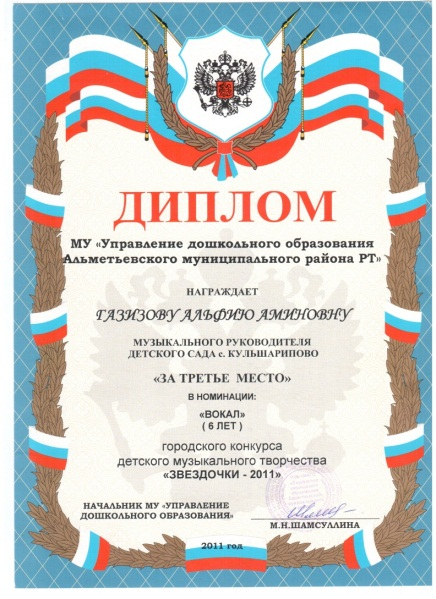 ДИПЛОМ
МУ «Управление дошкольного образования
Альметьевского муниципального района РТ»
НАГРАЖДАЕТ
ГАЗИЗОВУ АЛЬФИЮ АМИНОВНУ
МУЗЫКАЛЬНОГО РУКОВОДИТЕЛЯ
ДЕТСКОГО САДА с. КУЛЬШАРИПОВО
«ЗА ТРЕТЬЕ МЕСТО»
В НОМИНАЦИИ:
«ВОКАЛ»
( 6 ЛЕТ )
городского конкурса
детского музыкального творчества
«ЗВЕЗДОЧКИ - 2011»
НАЧАЛЬНИК МУ «УПРАВЛЕНИЕ
ДОШКОЛЬНОГО ОБРАЗОВАНИЯ»
М.Н.ШАМСУЛЛИНА
2011 год